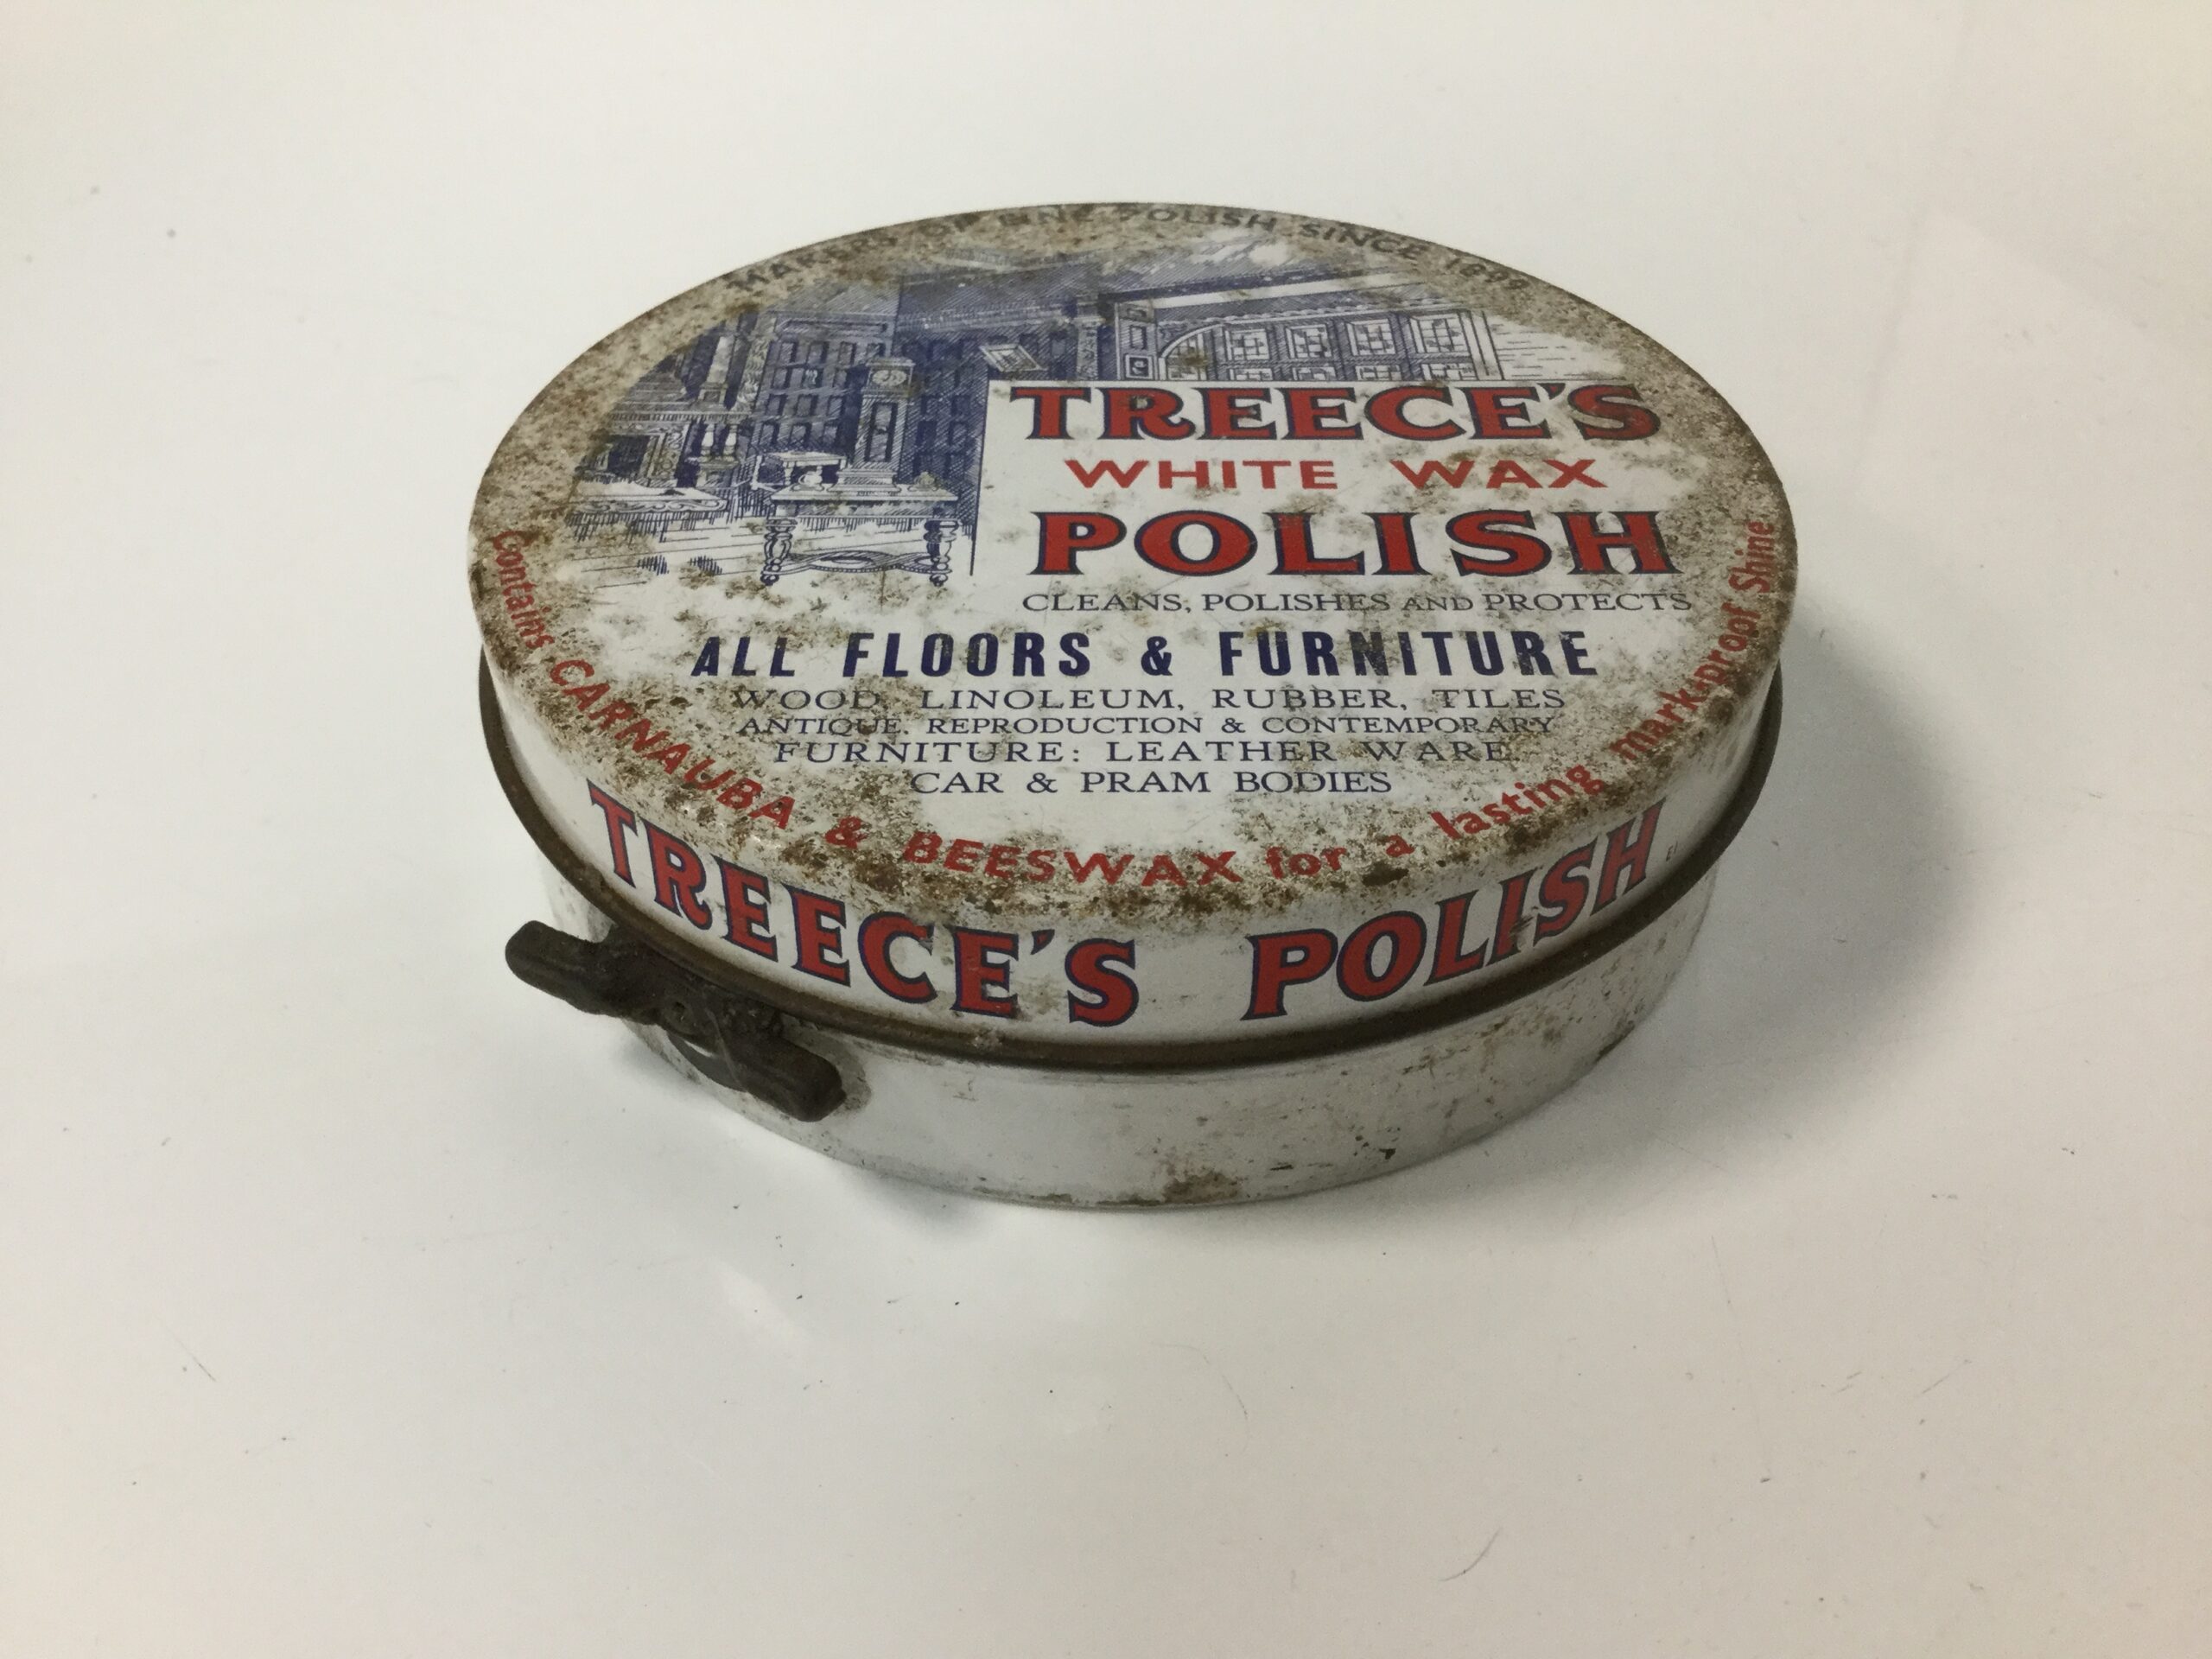 MAKERS OF FINE POLISH SINCE
TREECE'S
WHITE WAX
POLISH
CLEANS, POLISHES AND PROTECTS
ALL FLOORS & FURNITURE
WOOD, LINOLEUM, RUBBER, TILES
ANTIQUE, REPRODUCTION & CONTEMPORARY
FURNITURE: LEATHER WARE
CAR & PRAM BODIES
Contains CARNAUBA & BEESWAX for a lasting mark-proof Shine
TREECE'S POLISH